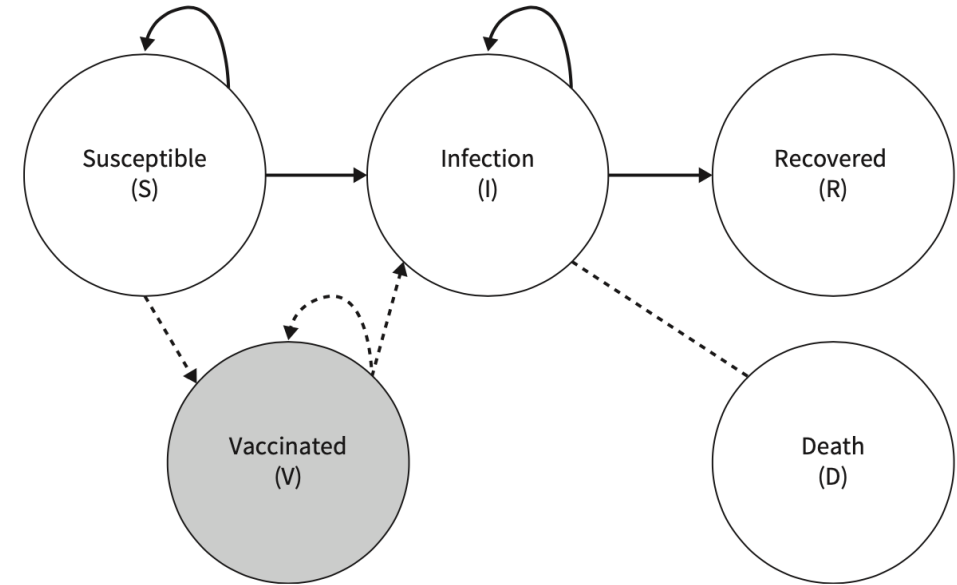 Susceptible
(S)
Infection
(I)
Recovered
(R)
Vaccinated
(V)
Death
(D)